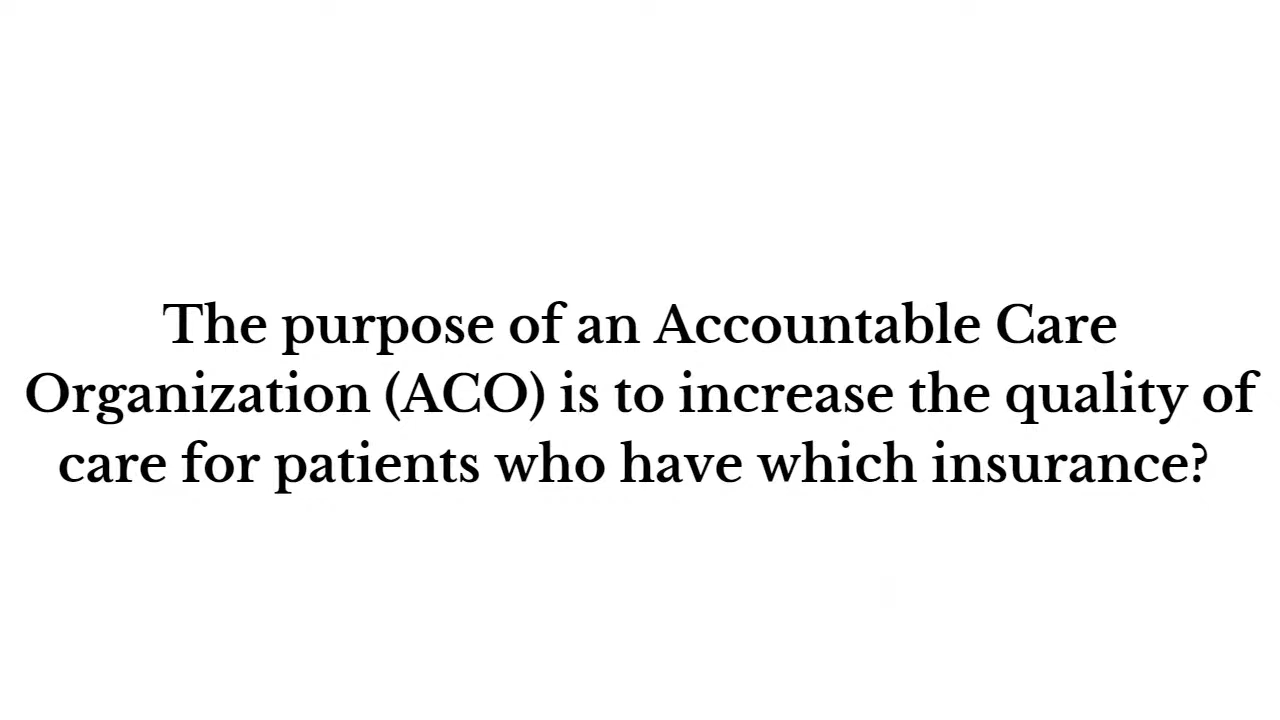 The purpose of an Accountable Care
Organization (ACO) is to increase the quality of
care for patients who have which insurance?